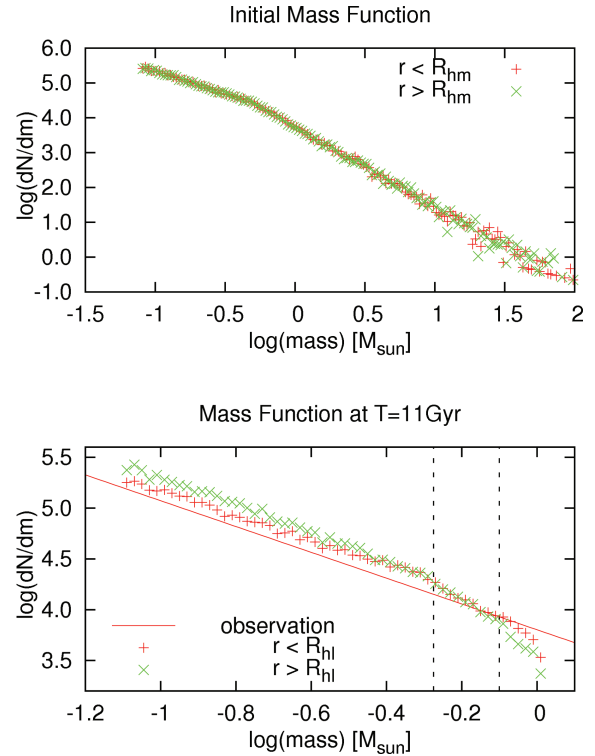 Initial Mass Function
log(dN/dm)
6.0
5.0
4.0
3.0
2.0
1.0
0.0
-1.0
r < Rhm
r > Rhm
-1.5 -1 -0.5 0 0.5 1 1.5 2
log(mass) [Msun]
Mass Function at T=11Gyr
log(dN/dm)
5.5
5.0
4.5
4.0
3.5
observation
r < Rhl
r > Rhl
-1.2 -1 -0.8 -0.6 -0.4 -0.2 0
log(mass) [Msun]